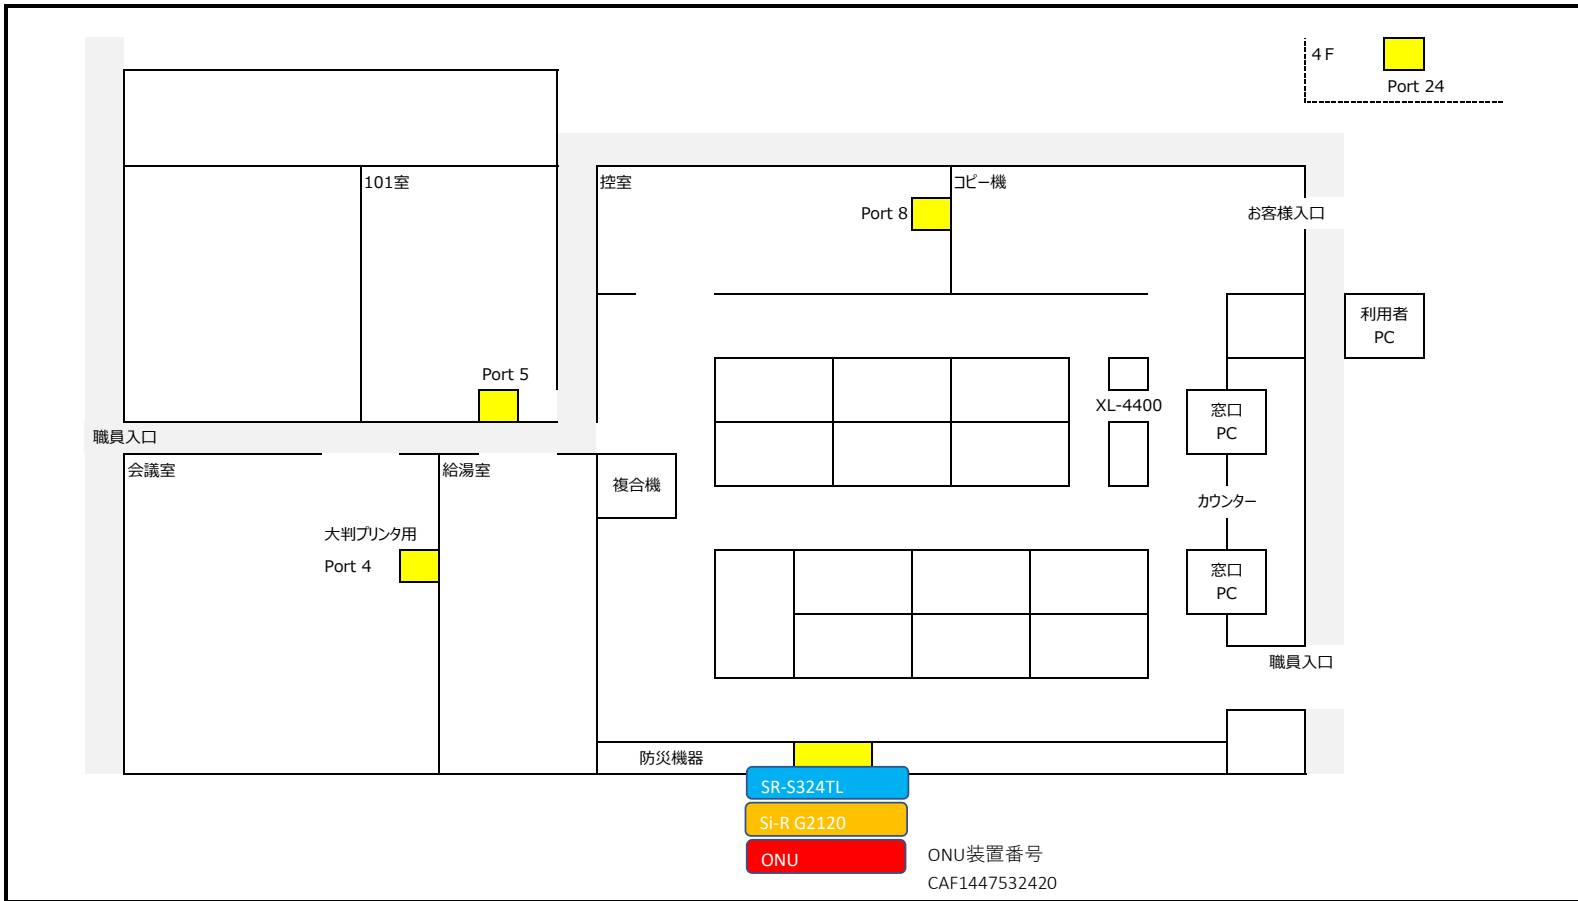 4F
Port 24
101室
控室
コピー機
Port 8
お客様入口
利用者
PC
Port 5
XL-4400
窓口
PC
職員入口
会議室
給湯室
複合機
カウンター
大判プリンタ用
Port 4
窓口
PC
職員入口
防災機器
SR-S324TL
Si-R G2120
ONU
ONU装置番号
CAF1447532420